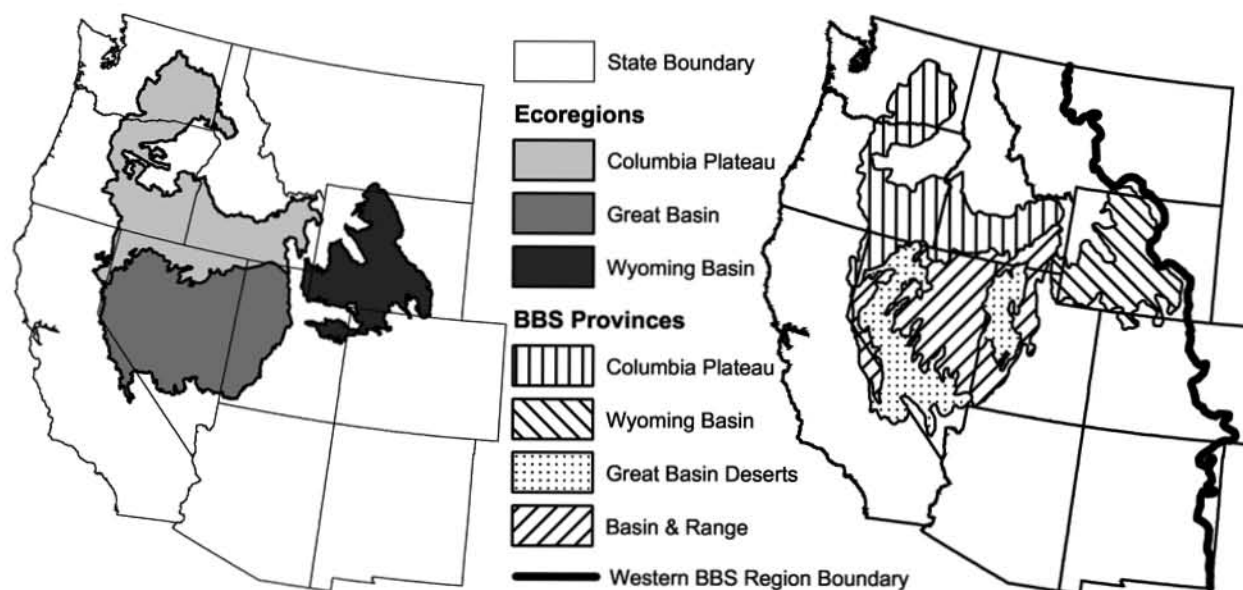 State Boundary
Ecoregions
Columbia Plateau
Great Basin
Wyoming Basin
BBS Provinces
Columbia Plateau
Wyoming Basin
Great Basin Deserts
Basin & Range
Western BBS Region Boundary